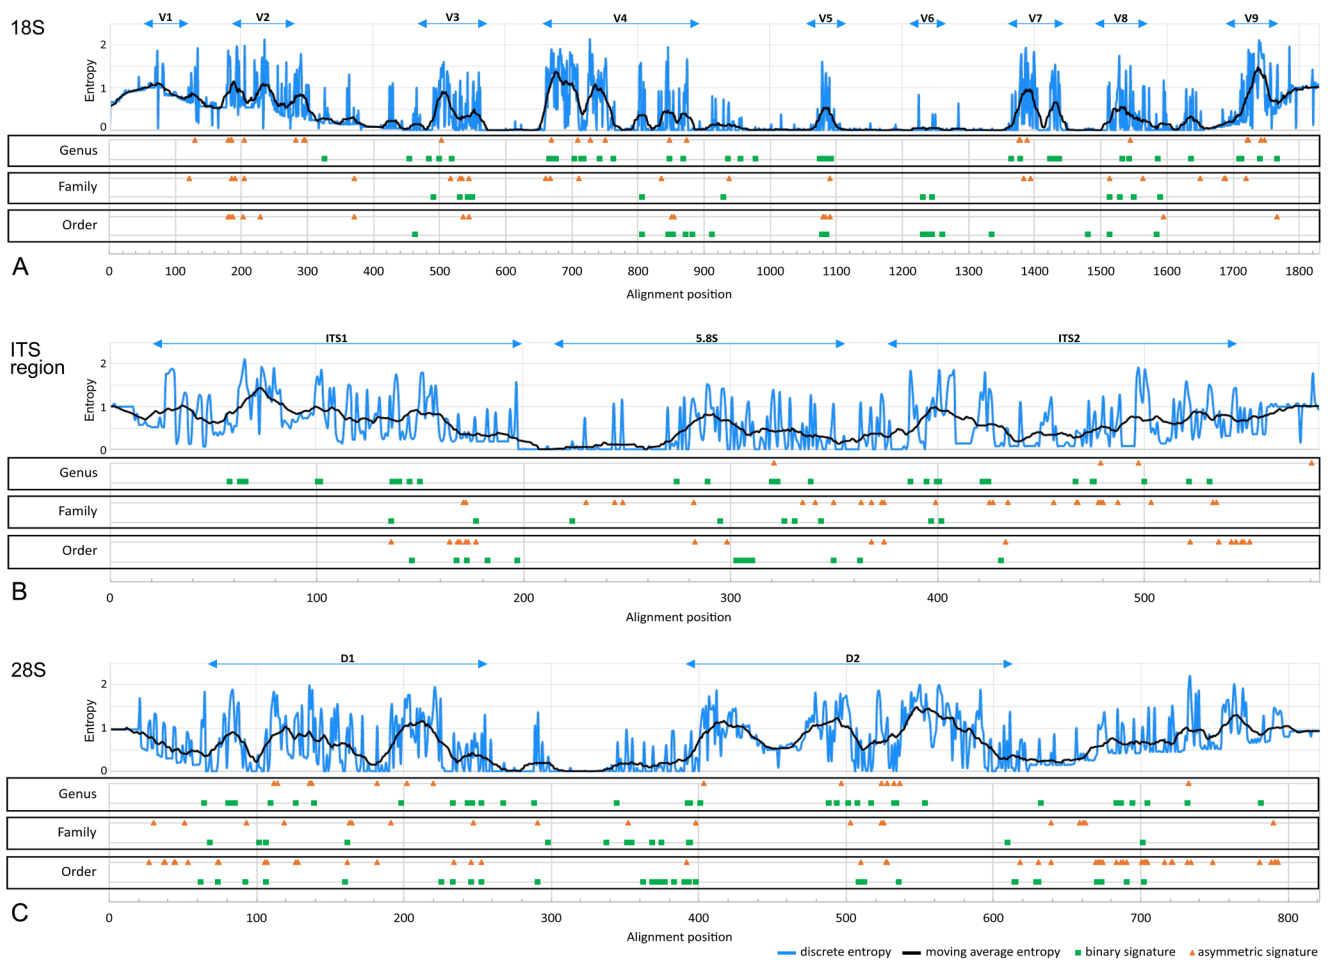 18S
V1 V2 V3 V4 V5 V6 V7 V8 V9
Entropy
2
1
0
Genus
Family
Order
A
0 100 200 300 400 500 600 700 800 900 1000 1100 1200 1300 1400 1500 1600 1700 1800
Alignment position
ITS
region
ITS1 5.8S ITS2
Entropy
2
1
0
Genus
Family
Order
B
0 100 200 300 400 500
Alignment position
28S
D1 D2
Entropy
2
1
0
Genus
Family
Order
C
0 100 200 300 400 500 600 700 800
Alignment position
discrete entropy moving average entropy binary signature asymmetric signature